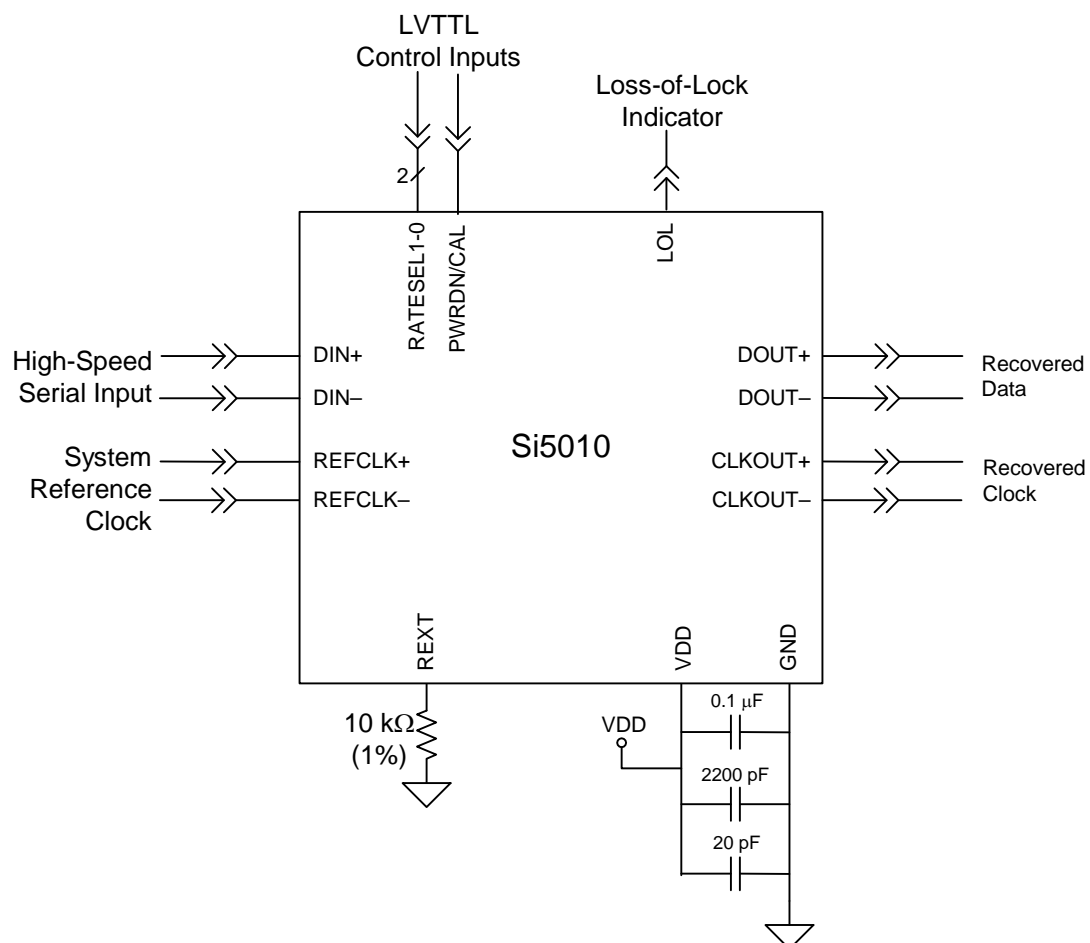 LVTTL
Control Inputs
Loss-of-Lock
Indicator
2
RATESEL1-0
PWRDN/CAL
LOL
High-Speed
Serial Input
DIN+
DIN–
System
Reference
Clock
REFCLK+
REFCLK–
Si5010
DOUT+
DOUT–
Recovered
Data
CLKOUT+
CLKOUT–
Recovered
Clock
REXT
VDD
GND
10 kΩ
(1%)
VDD
0.1 μF
2200 pF
20 pF